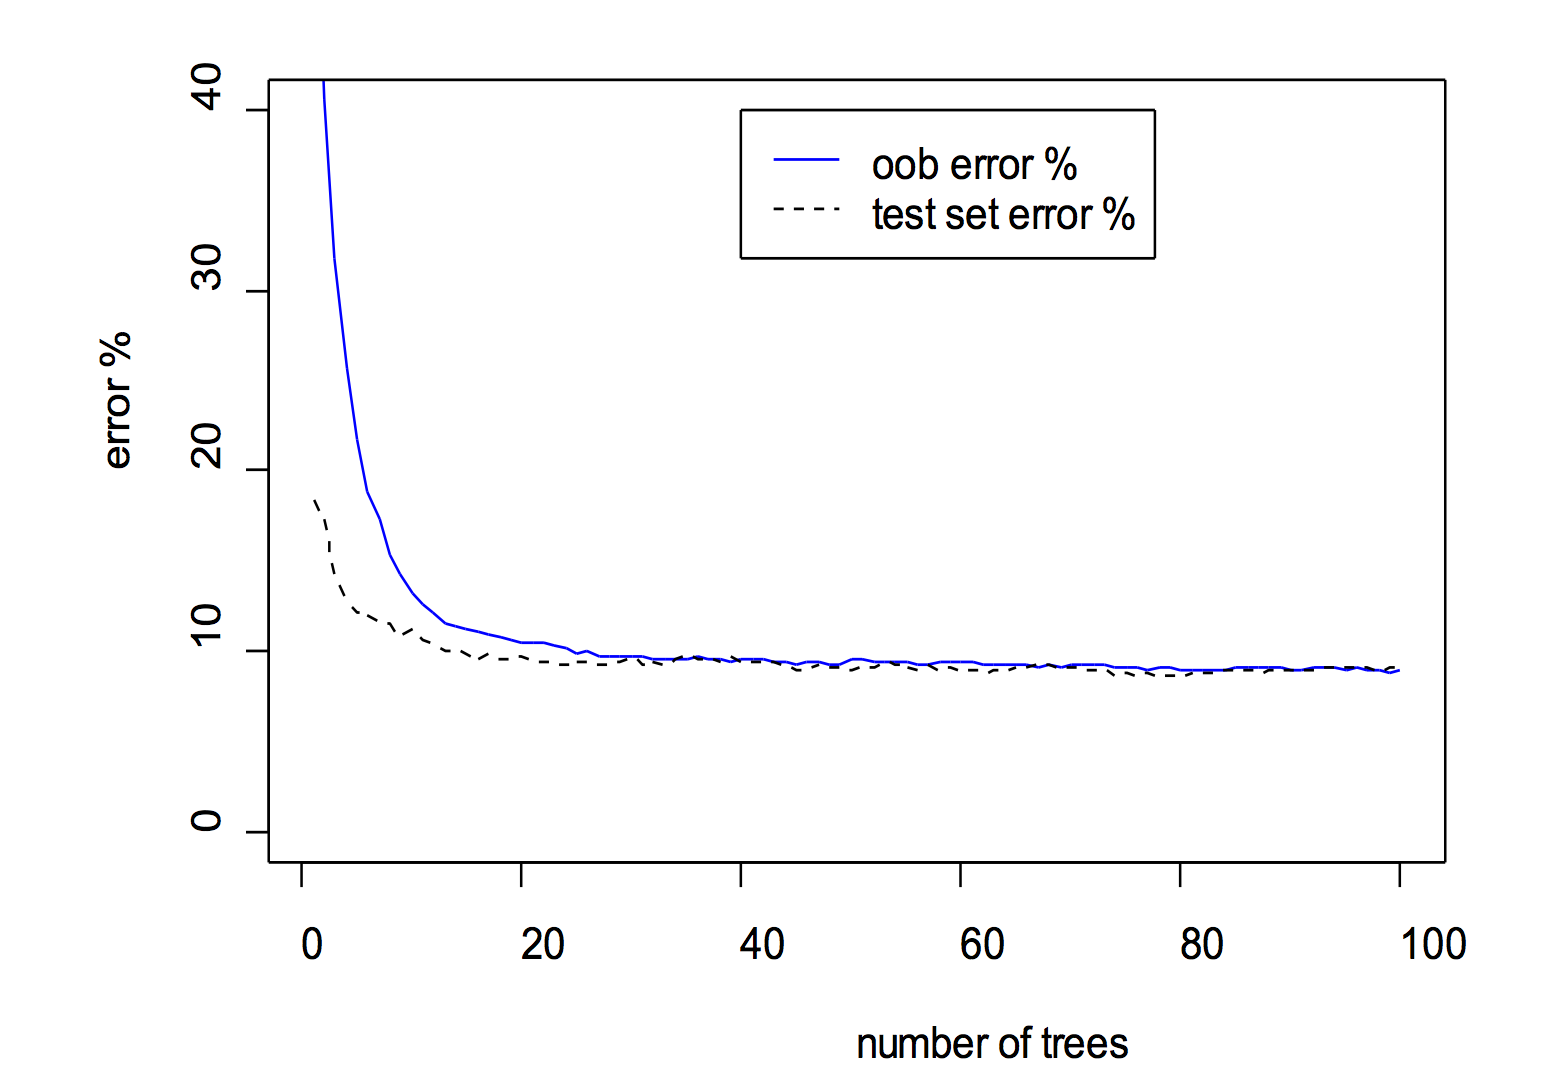 40
30
20
10
0
error %
oob error %
test set error %
0 20 40 60 80 100
number of trees